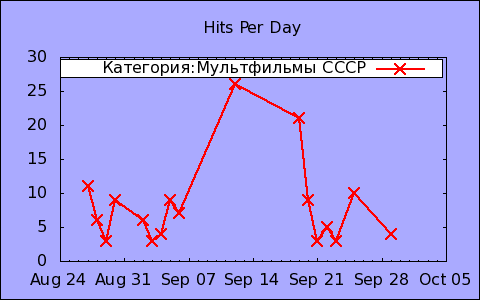 Hits Per Day
30
Категория:Мультфильмы СССР
25
20
15
10
5
0
Aug 24 Aug 31 Sep 07 Sep 14 Sep 21 Sep 28 Oct 05